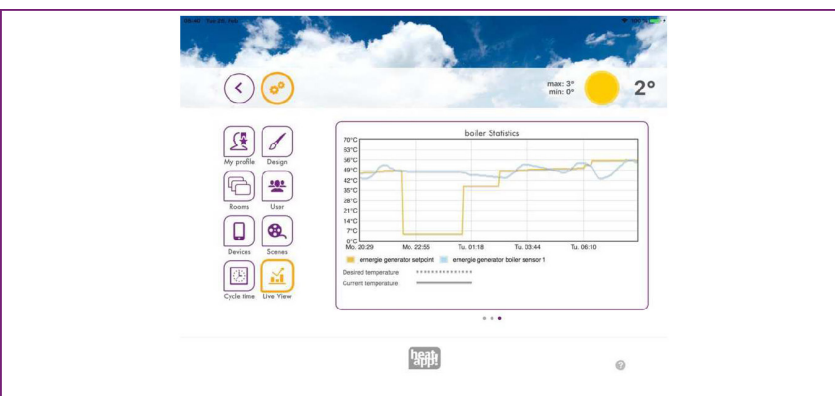 max: 3°
min: 0°
2°
My profile
Design
Rooms
User
Devices
Scenes
Cycle time
Live View
boiler Statistics
70°C
63°C
56°C
49°C
42°C
35°C
28°C
21°C
14°C
7°C
0°C
Mo. 20:29 Mo. 22:55 Tu. 01:18 Tu. 03:44 Tu. 06:10
emergie generator setpoint emergie generator boiler sensor 1
Desired temperature
Current temperature
heat
app!
?